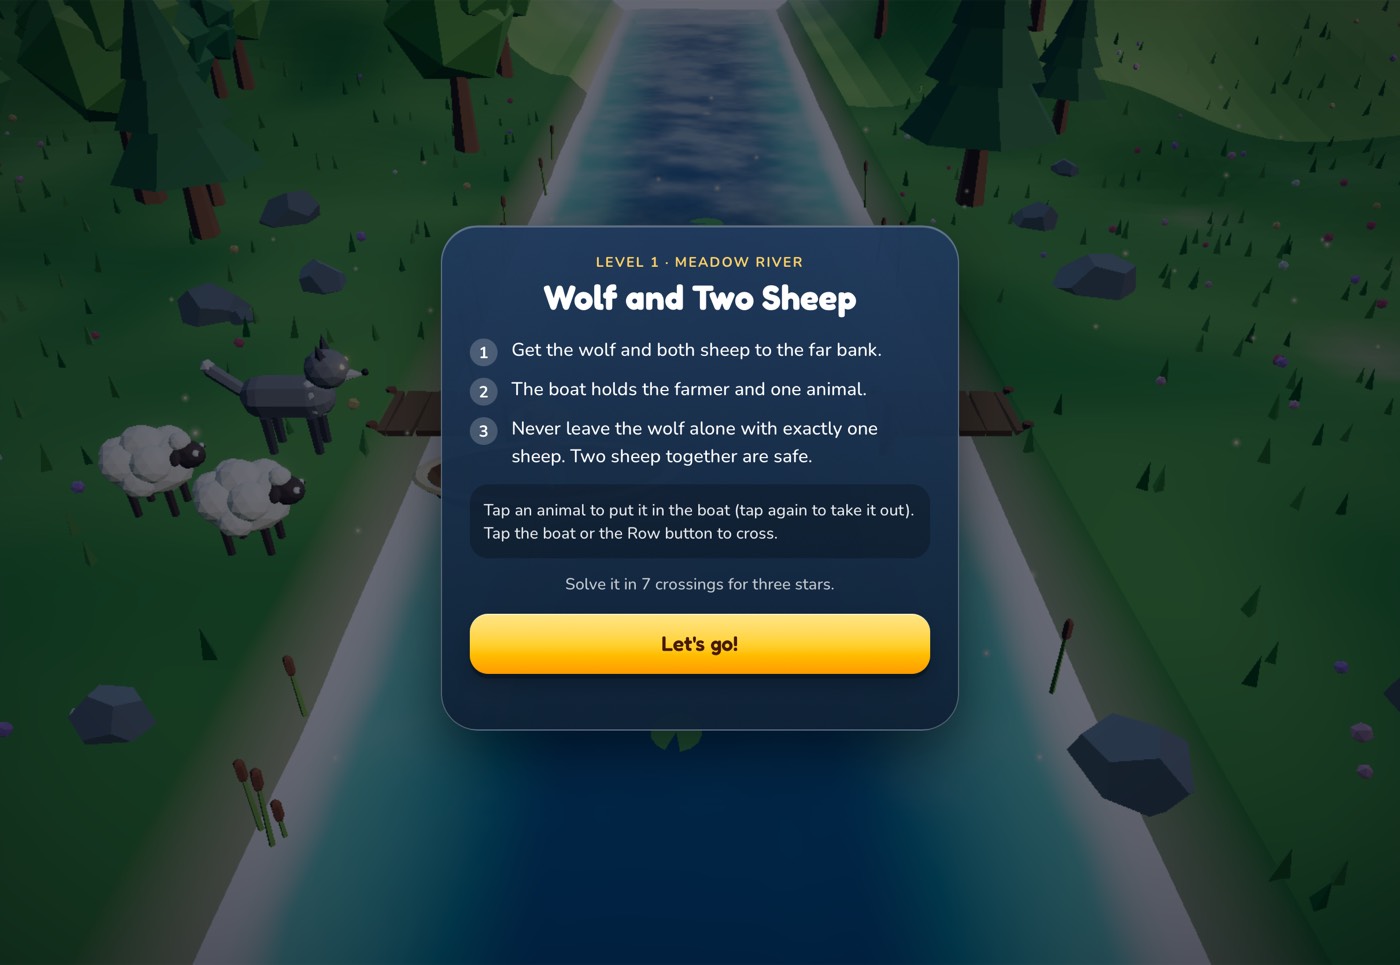 LEVEL 1 · MEADOW RIVER
Wolf and Two Sheep
1 Get the wolf and both sheep to the far bank.
2 The boat holds the farmer and one animal.
3 Never leave the wolf alone with exactly one
sheep. Two sheep together are safe.
Tap an animal to put it in the boat (tap again to take it out).
Tap the boat or the Row button to cross.
Solve it in 7 crossings for three stars.
Let's go!